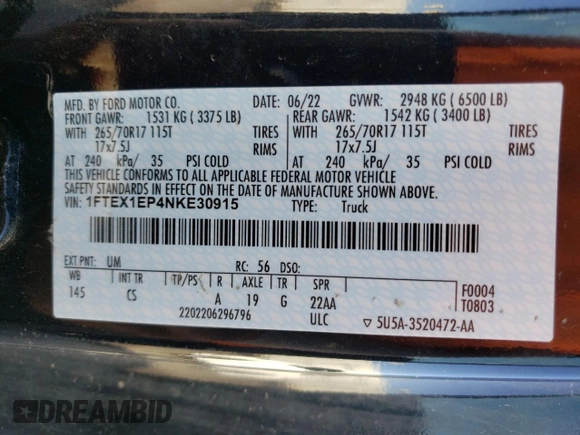 MFD. BY FORD MOTOR CO. DATE: 06/22 GVWR: 2948 KG ( 6500 LB)
FRONT GAWR: 1531 KG ( 3375 LB) REAR GAWR: 1542 KG ( 3400 LB)
WITH 265/70R17 115T TIRES WITH 265/70R17 115T TIRES
17x7.5J RIMS 17x7.5J RIMS
AT 240 kPa/ 35 PSI COLD AT 240 kPa/ 35 PSI COLD
THIS VEHICLE CONFORMS TO ALL APPLICABLE FEDERAL MOTOR VEHICLE
SAFETY STANDARDS IN EFFECT ON THE DATE OF MANUFACTURE SHOWN ABOVE.
VIN: 1FTEX1EP4NKE30915 TYPE: Truck
EXT PNT: UM RC: 56 DSO:
WB INT TR TP/PS R AXLE TR SPR F0004
145 CS A 19 G 22AA T0803
2202206296796 ULC 5U5A-3520472-AA
DREAMBID